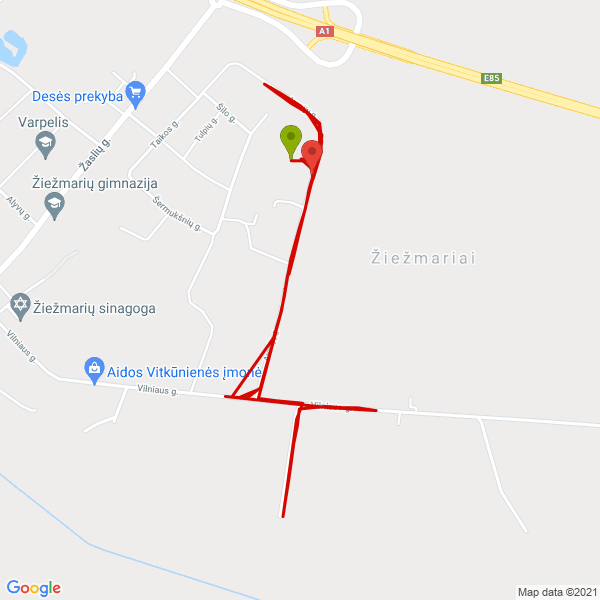 A1
E85
Desės prekyba
Šilo g.
Tulpių g.
Taikos g.
Varpelis
Žaslių g.
Žiežmarių gimnazija
Alyvų g.
Šermukšnių g.
Žiežmariai
Žiežmarių sinagoga
Vilniaus g.
Aidos Vitkūnienės įmonė
Vilniaus g.
Vilniaus g.
Google
Map data ©2021